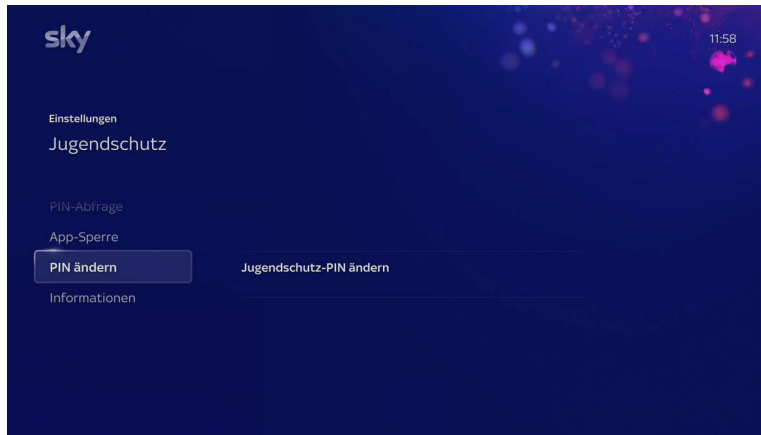 sky
11:58
Einstellungen
Jugendschutz
PIN-Abfrage
App-Sperre
PIN ändern
Jugendschutz-PIN ändern
Informationen